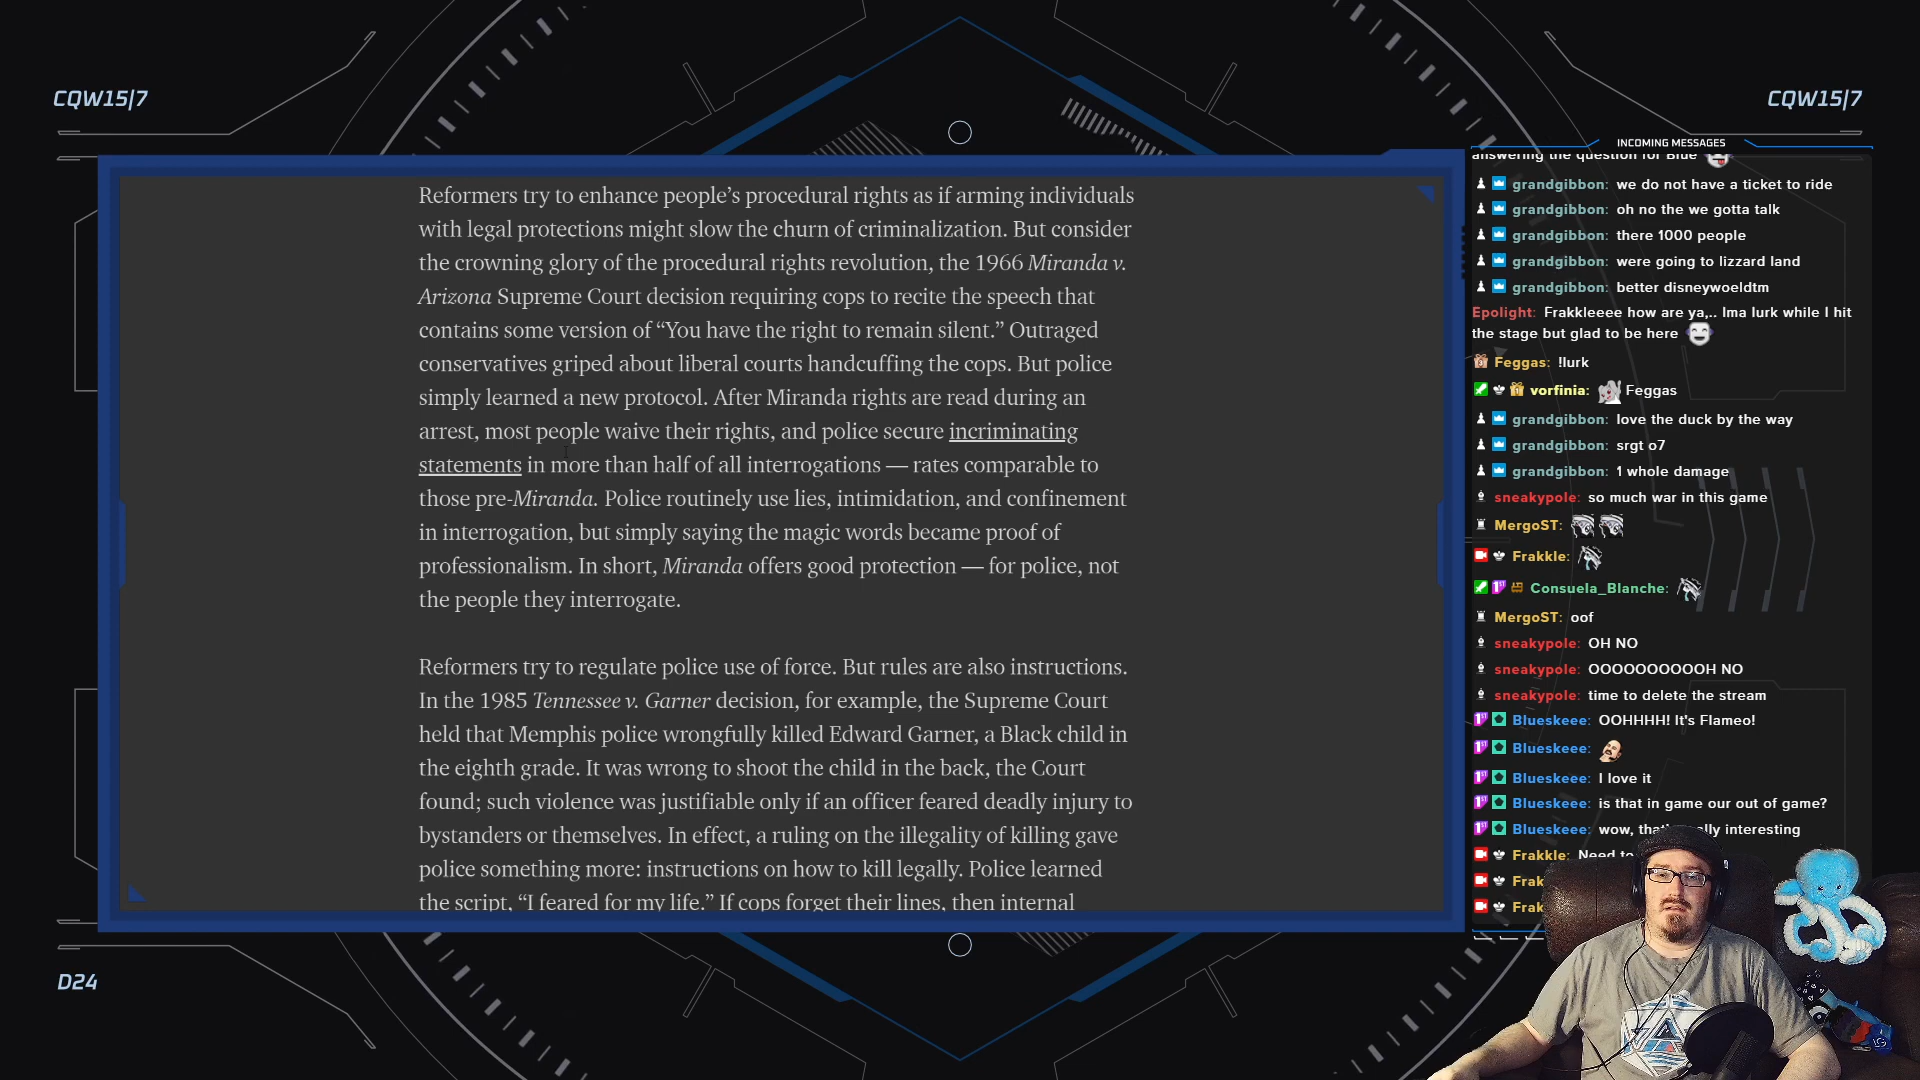 CQW15|7
CQW15|7
INCOMING MESSAGES
answering the question for Blue
grandgibbon: we do not have a ticket to ride
grandgibbon: oh no the we gotta talk
grandgibbon: there 1000 people
grandgibbon: were going to lizzard land
grandgibbon: better disneywoeldtm
Epolight: Frakkleeee how are ya,.. Ima lurk while I hit
the stage but glad to be here
Feggas: !lurk
vorfinia: Feggas
grandgibbon: love the duck by the way
grandgibbon: srgt o7
grandgibbon: 1 whole damage
sneakypole: so much war in this game
MergoST:
Frakkle:
Consuela_Blanche:
MergoST: oof
sneakypole: OH NO
sneakypole: OOOOOOOOOOH NO
sneakypole: time to delete the stream
Blueskeee: OOHHHH! It's Flameo!
Blueskeee:
Blueskeee: I love it
Blueskeee: is that in game our out of game?
Blueskeee: wow, interesting
Frakkle: Need
Reformers try to enhance people’s procedural rights as if arming individuals
with legal protections might slow the churn of criminalization. But consider
the crowning glory of the procedural rights revolution, the 1966 Miranda v.
Arizona Supreme Court decision requiring cops to recite the speech that
contains some version of “You have the right to remain silent.” Outraged
conservatives griped about liberal courts handcuffing the cops. But police
simply learned a new protocol. After Miranda rights are read during an
arrest, most people waive their rights, and police secure incriminating
statements in more than half of all interrogations — rates comparable to
those pre-Miranda. Police routinely use lies, intimidation, and confinement
in interrogation, but simply saying the magic words became proof of
professionalism. In short, Miranda offers good protection — for police, not
the people they interrogate.
Reformers try to regulate police use of force. But rules are also instructions.
In the 1985 Tennessee v. Garner decision, for example, the Supreme Court
held that Memphis police wrongfully killed Edward Garner, a Black child in
the eighth grade. It was wrong to shoot the child in the back, the Court
found; such violence was justifiable only if an officer feared deadly injury to
bystanders or themselves. In effect, a ruling on the illegality of killing gave
police something more: instructions on how to kill legally. Police learned
the script, “I feared for my life.” If cops forget their lines, then internal
D24